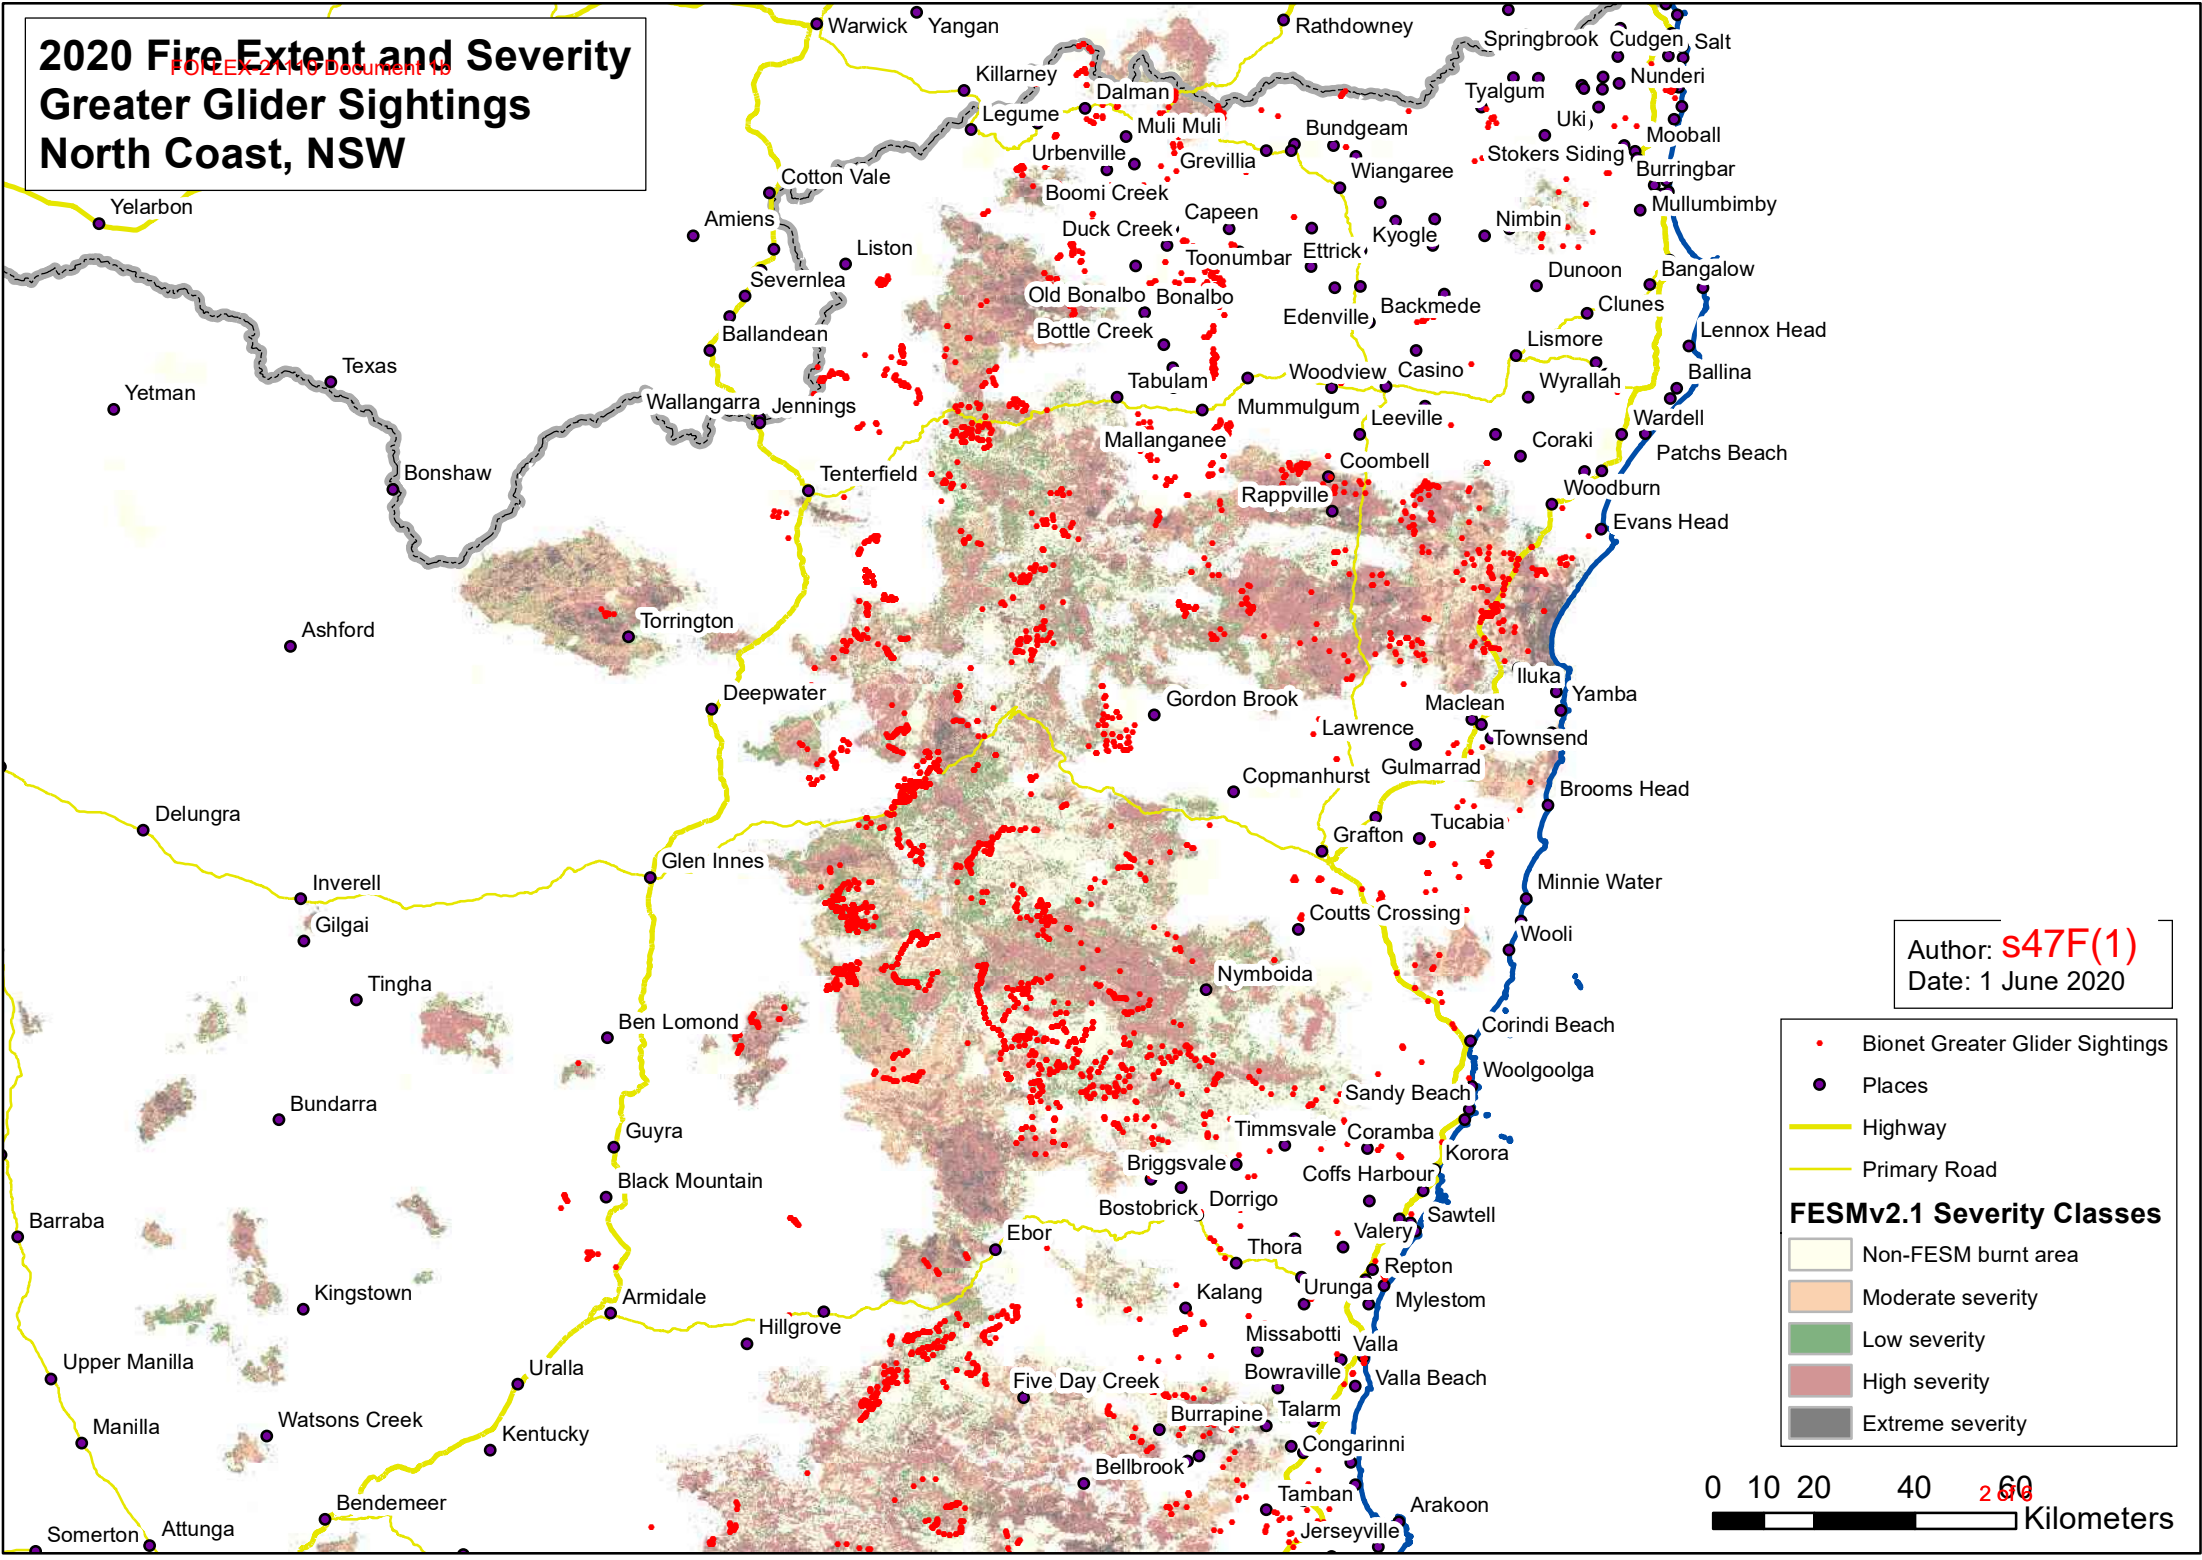 2020 Fire Extent and Severity
FOI LEX-21110 Document 1b
Greater Glider Sightings
North Coast, NSW
Warwick
Yangan
Rathdowney
Springbrook
Cudgen
Salt
Killarney
Dalman
Tyalgum
Nunderi
Legume
Muli Muli
Bundgeam
Uki
Mooball
Urbenville
Grevillia
Wiangaree
Stokers Siding
Burringbar
Cotton Vale
Boomi Creek
Mullumbimby
Yelarbon
Amiens
Duck Creek
Capeen
Kyogle
Nimbin
Liston
Toonumbar
Ettrick
Dunoon
Bangalow
Severnlea
Old Bonalbo
Bonalbo
Backmede
Clunes
Ballandean
Bottle Creek
Edenville
Lismore
Lennox Head
Texas
Tabulam
Woodview
Casino
Wyrallah
Ballina
Yetman
Wallangarra
Jennings
Mummulgum
Leeville
Wardell
Mallanganee
Coraki
Patchs Beach
Bonshaw
Tenterfield
Coombell
Rappville
Woodburn
Evans Head
Ashford
Torrington
Deepwater
Gordon Brook
Iluka
Yamba
Maclean
Lawrence
Townsend
Copmanhurst
Gulmarrad
Brooms Head
Delungra
Grafton
Tucabia
Glen Innes
Inverell
Minnie Water
Gilgai
Coutts Crossing
Wooli
Tingha
Nymboida
Ben Lomond
Corindi Beach
Woolgoolga
Bundarra
Sandy Beach
Guyra
Timmsvale
Coramba
Korora
Black Mountain
Briggsvale
Coffs Harbour
Barraba
Bostobrick
Dorrigo
Sawtell
Ebor
Valery
Thora
Repton
Kingstown
Armidale
Kalang
Urunga
Mylestom
Hillgrove
Missabotti
Valla
Upper Manilla
Uralla
Five Day Creek
Bowraville
Valla Beach
Manilla
Watsons Creek
Kentucky
Burrapine
Talarm
Congarinni
Bellbrook
Bendemeer
Tamban
Arakoon
Somerton
Attunga
Jerseyville
Author: s47F(1)
Date: 1 June 2020
Bionet Greater Glider Sightings
Places
Highway
Primary Road
FESMv2.1 Severity Classes
Non-FESM burnt area
Moderate severity
Low severity
High severity
Extreme severity
0 10 20 40 60
2 of 6
Kilometers